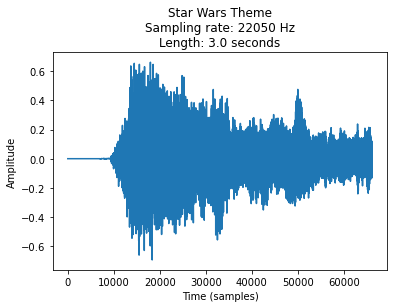 Star Wars Theme
Sampling rate: 22050 Hz
Length: 3.0 seconds
0.6
0.4
0.2
0.0
−0.2
−0.4
−0.6
Amplitude
0 10000 20000 30000 40000 50000 60000
Time (samples)